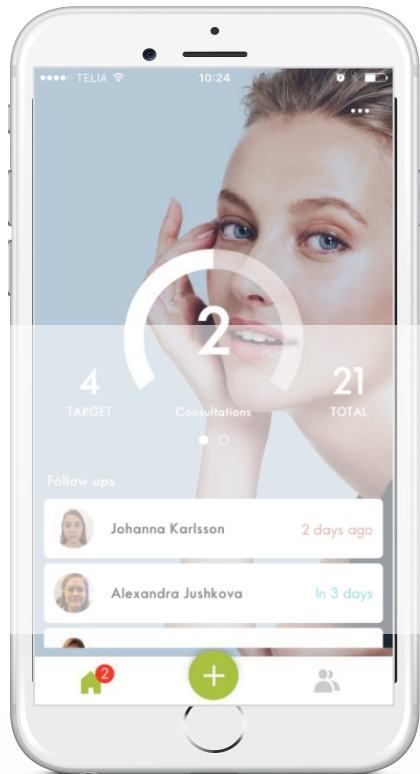 TELIA 10:24
2
4 21
TARGET Consultations TOTAL
Follow ups
Johanna Karlsson 2 days ago
Alexandra Jushkova In 3 days
2